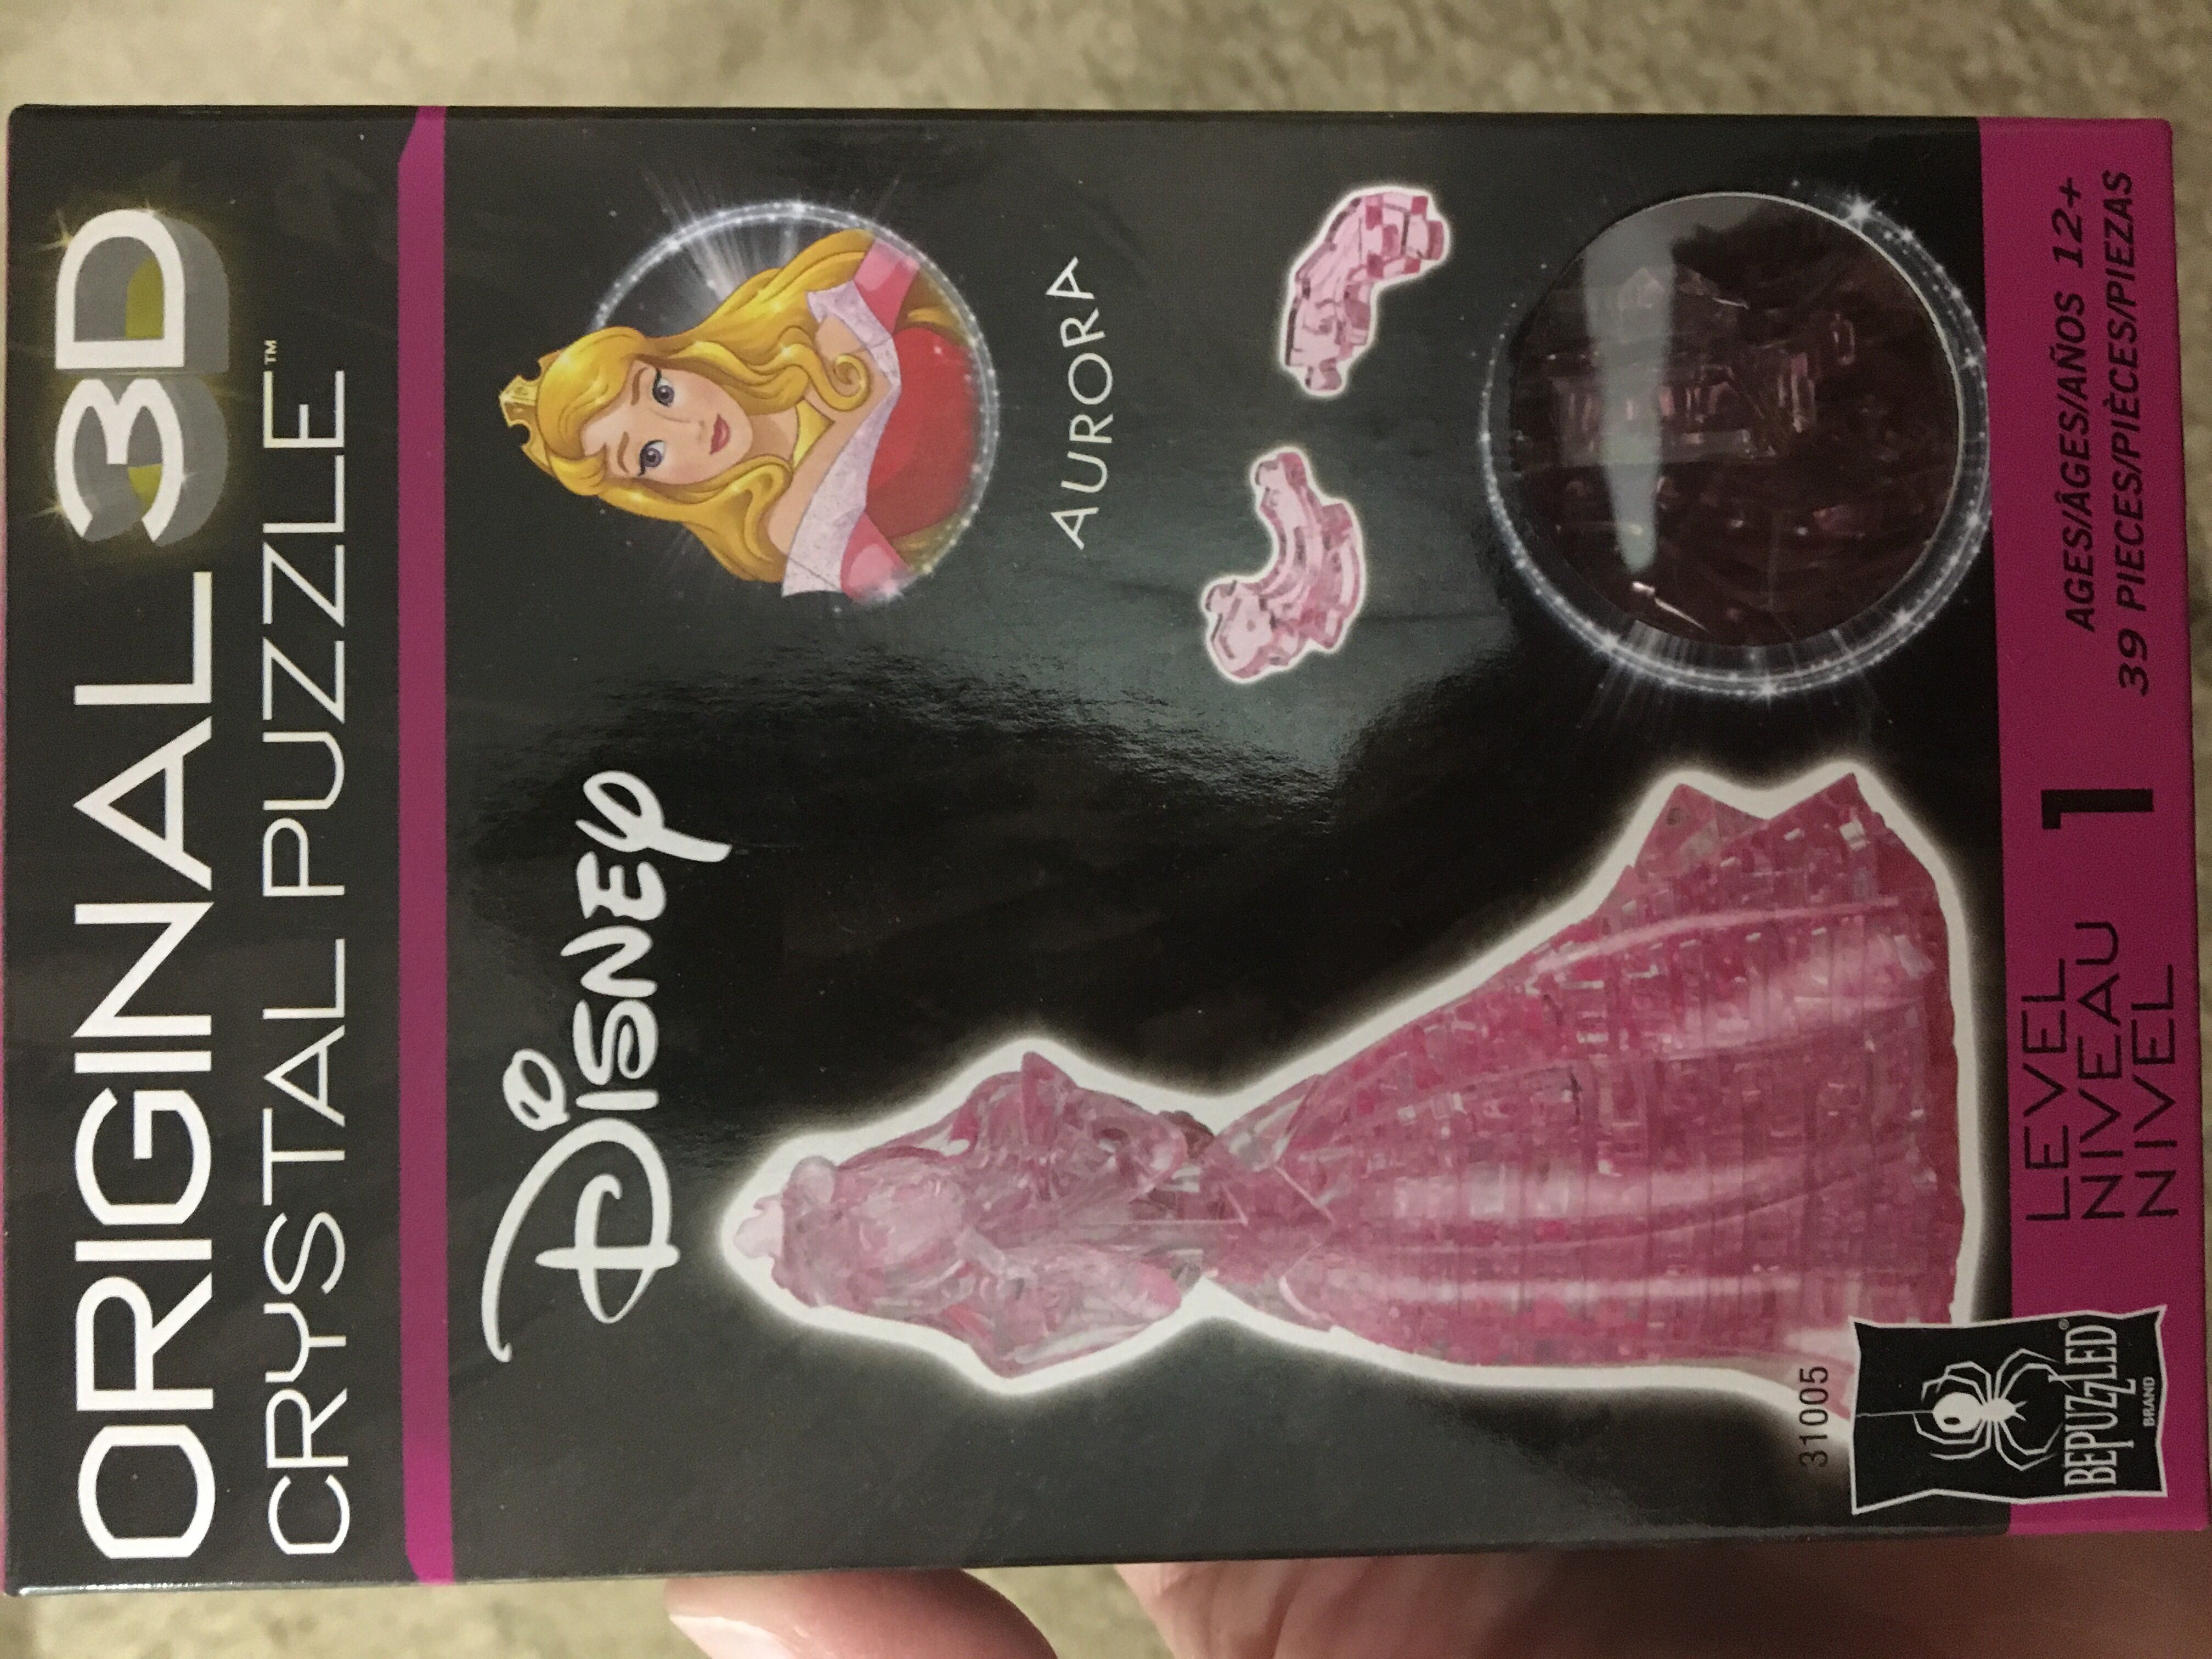 ORIGINAL 3D
CRYSTAL PUZZLE™
Disney
AURORA
31005
BEPUZZLED®
BRAND
LEVEL
NIVEAU
NIVEL
1
AGES/ÂGES/AÑOS 12+
39 PIECES/PIÈCES/PIEZAS